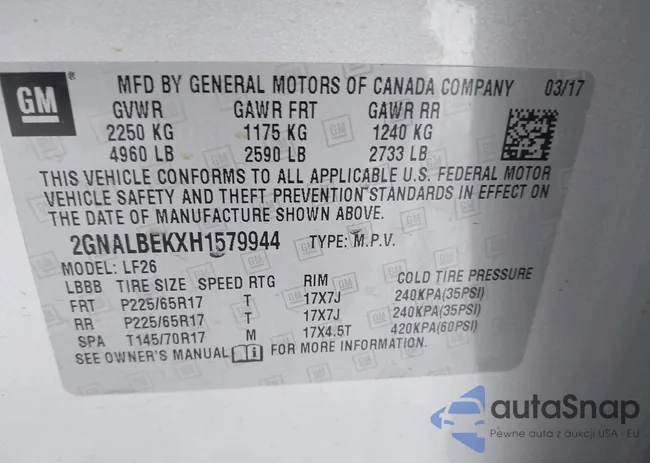 GM
MFD BY GENERAL MOTORS OF CANADA COMPANY 03/17
GVWR GAWR FRT GAWR RR
2250 KG 1175 KG 1240 KG
4960 LB 2590 LB 2733 LB
THIS VEHICLE CONFORMS TO ALL APPLICABLE U.S. FEDERAL MOTOR
VEHICLE SAFETY AND THEFT PREVENTION STANDARDS IN EFFECT ON
THE DATE OF MANUFACTURE SHOWN ABOVE.
2GNALBEKXH1579944 TYPE: M.P.V.
MODEL: LF26
LBBB TIRE SIZE SPEED RTG RIM COLD TIRE PRESSURE
FRT P225/65R17 T 17X7J 240KPA(35PSI)
RR P225/65R17 T 17X7J 240KPA(35PSI)
SPA T145/70R17 M 17X4.5T 420KPA(60PSI)
SEE OWNER'S MANUAL FOR MORE INFORMATION.
autaSnap
Pewne auta z aukcji USA i EU